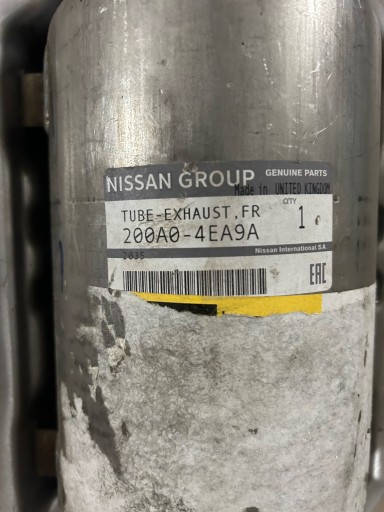 NISSAN GROUP GENUINE PARTS
Made in UNITED KINGDOM
TUBE-EXHAUST,FR QTY
200A0-4EA9A 1
2035 Nissan International SA
EAC